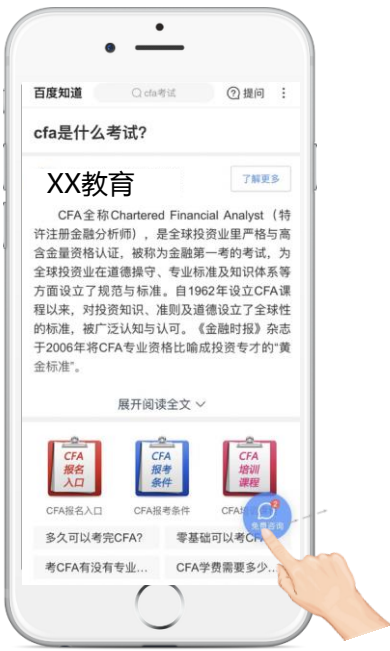 百度知道 cfa考试 提问
cfa是什么考试?
XX教育 了解更多
CFA全称Chartered Financial Analyst（特
许注册金融分析师），是全球投资业里严格与高
含金量资格认证，被称为金融第一考的考试，为
全球投资业在道德操守、专业标准及知识体系等
方面设立了规范与标准。自1962年设立CFA课
程以来，对投资知识、准则及道德设立了全球性
的标准，被广泛认知与认可。《金融时报》杂志
于2006年将CFA专业资格比喻成投资专才的“黄
金标准”。
展开阅读全文
CFA
报名
入口
CFA
报考
条件
CFA
培训
课程
CFA报名入口 CFA报考条件 CFA
2
免费咨询
多久可以考完CFA? 零基础可以考CF
考CFA有没有专业... CFA学费需要多少...